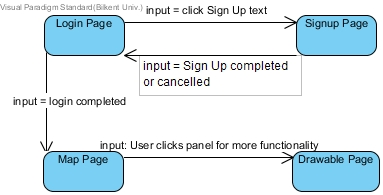 Visual Paradigm Standard(Bilkent Univ.)
input = click Sign Up text
Login Page
Signup Page
input = Sign Up completed
or cancelled
input = login completed
input: User clicks panel for more functionality
Map Page
Drawable Page